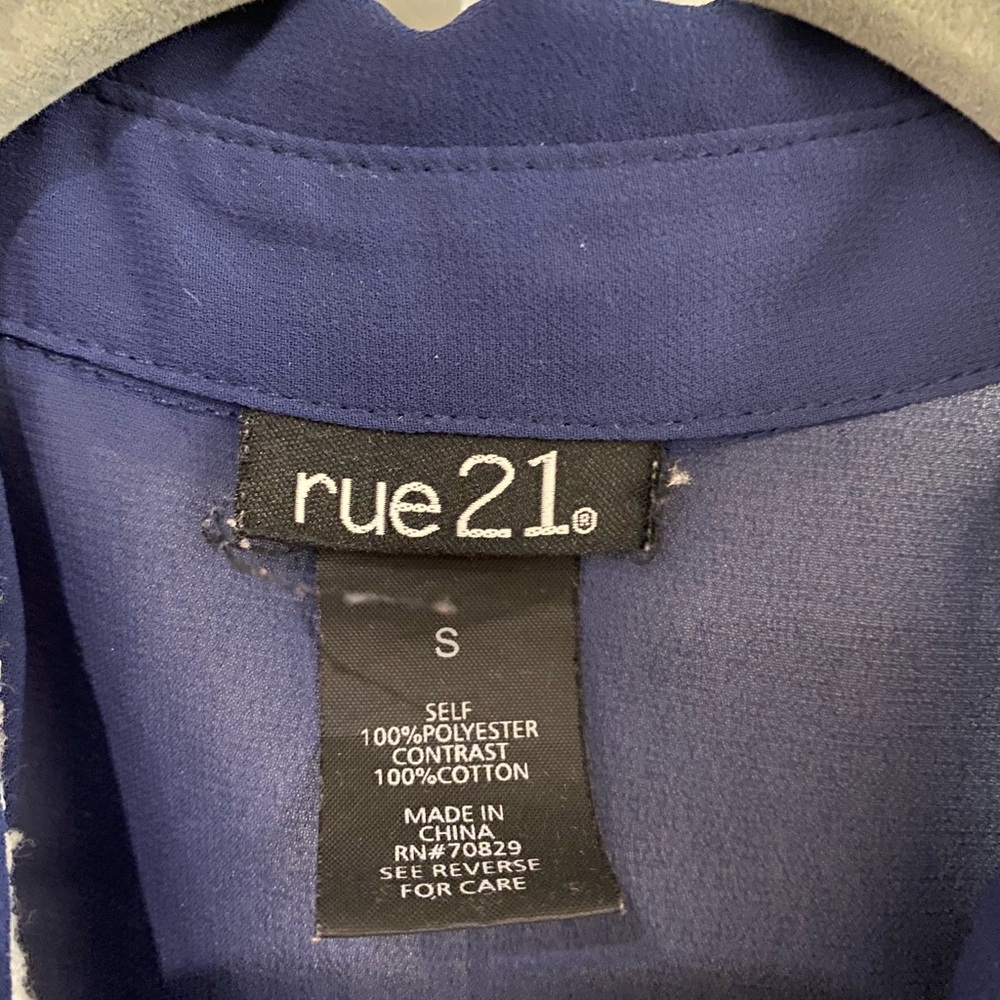 rue21®
S
SELF
100%POLYESTER
CONTRAST
100%COTTON
MADE IN
CHINA
RN#70829
SEE REVERSE
FOR CARE